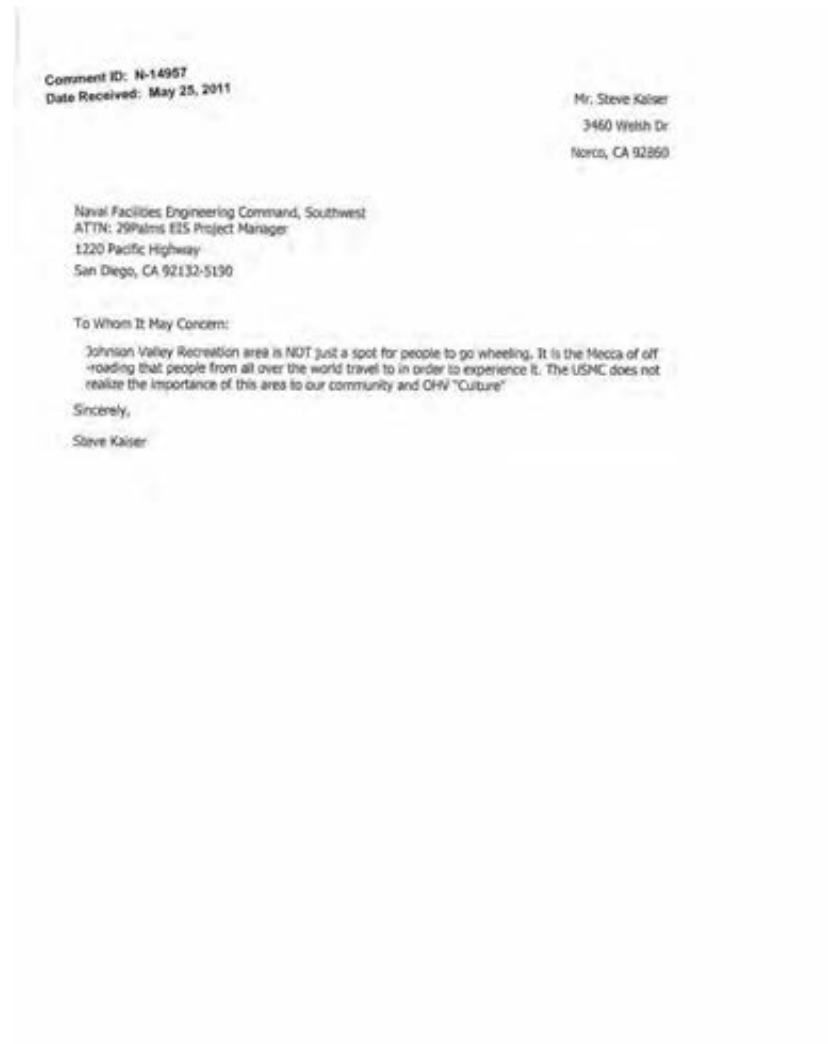 Comment ID: N-14957
Date Received: May 25, 2011
Mr. Steve Kaiser
3460 Welsh Dr
Norco, CA 92860
Naval Facilities Engineering Command, Southwest
ATTN: 29Palms EIS Project Manager
1220 Pacific Highway
San Diego, CA 92132-5190
To Whom It May Concern:
Johnson Valley Recreation area is NOT just a spot for people to go wheeling. It is the Mecca of off
-roading that people from all over the world travel to in order to experience it. The USMC does not
realize the importance of this area to our community and OHV "Culture"
Sincerely,
Steve Kaiser